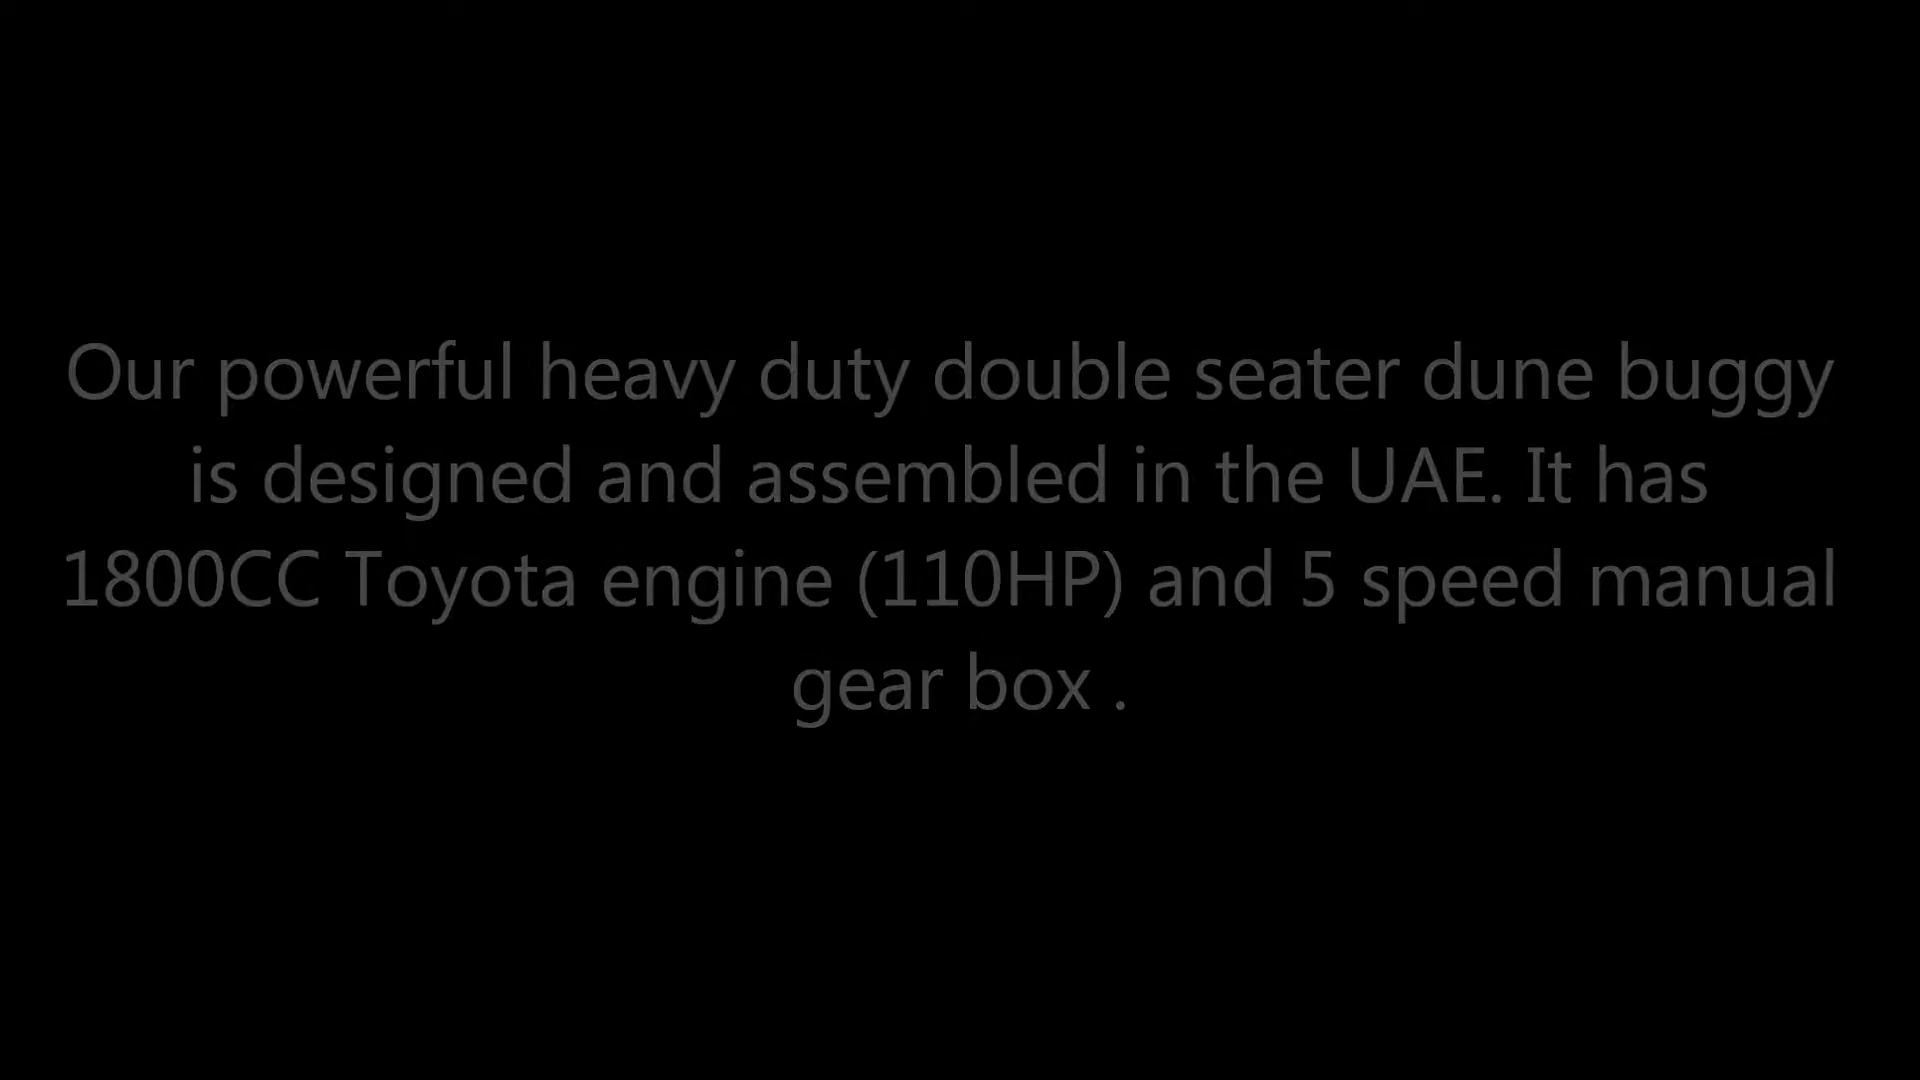 Our powerful heavy duty double seater dune buggy
is designed and assembled in the UAE. It has
1800CC Toyota engine (110HP) and 5 speed manual
gear box .